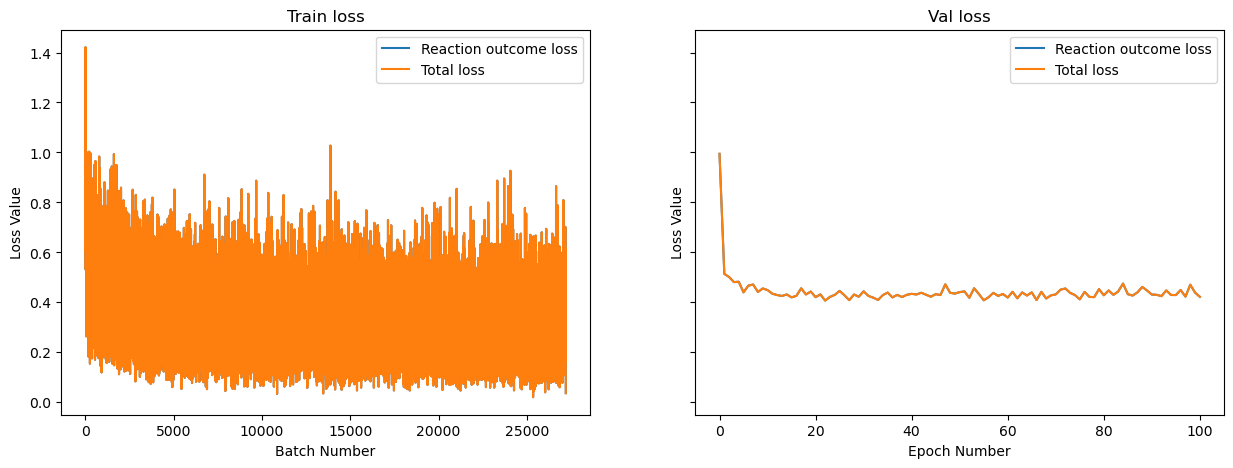 Train loss
Loss Value
1.4
1.2
1.0
0.8
0.6
0.4
0.2
0.0
Reaction outcome loss
Total loss
0
5000
10000
15000
20000
25000
Batch Number
Val loss
Loss Value
Reaction outcome loss
Total loss
0
20
40
60
80
100
Epoch Number